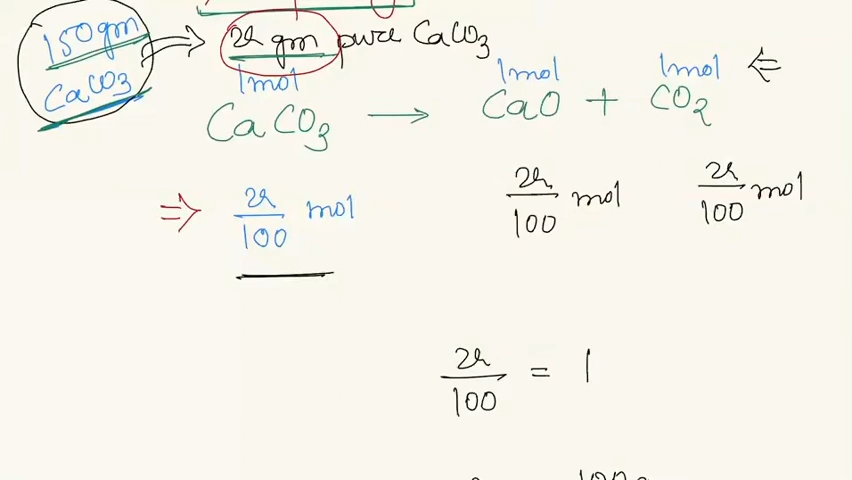 150gm CaCO3
x gm pure CaCO3
1mol 1mol 1mol ⇐
CaCO3 → CaO + CO2
⇒ x/100 mol x/100 mol x/100 mol
x/100 = 1